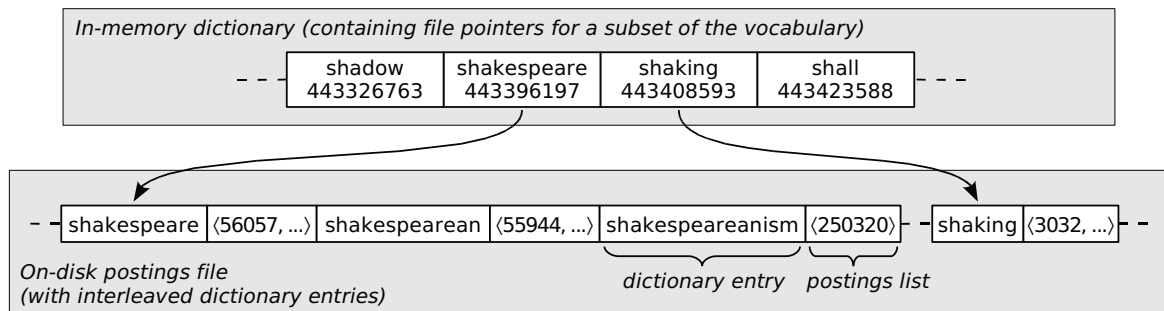 In-memory dictionary (containing file pointers for a subset of the vocabulary)
shadow shakespeare shaking shall
443326763 443396197 443408593 443423588
shakespeare ⟨56057, ...⟩ shakespearean ⟨55944, ...⟩ shakespeareanism ⟨250320⟩ shaking ⟨3032, ...⟩
On-disk postings file
(with interleaved dictionary entries)
dictionary entry postings list